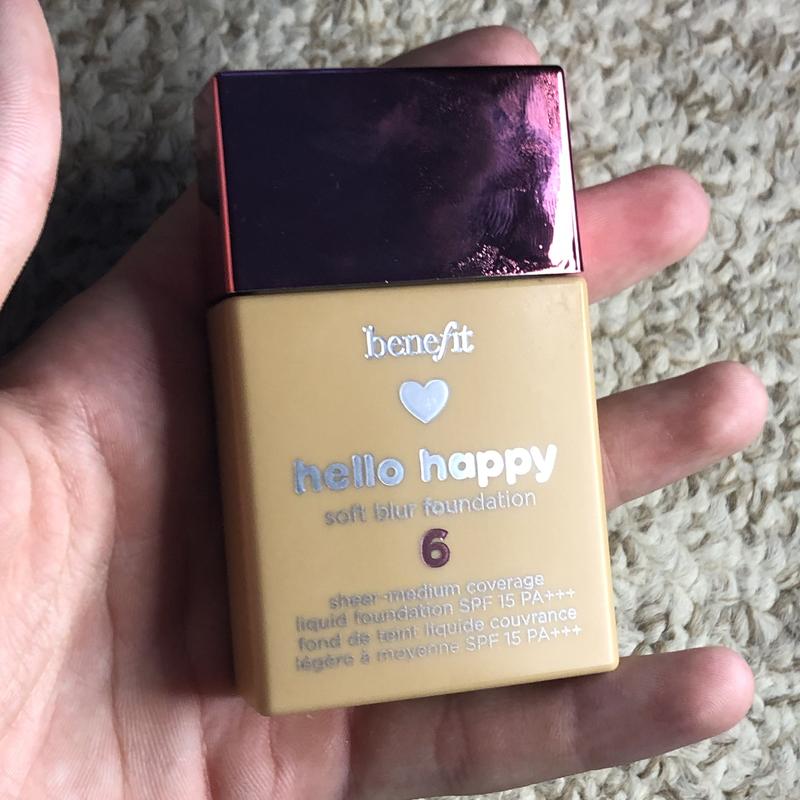 benefit
hello happy
soft blur foundation
6
sheer-medium coverage
liquid foundation SPF 15 PA+++
fond de teint liquide couvrance
légère à moyenne SPF 15 PA+++